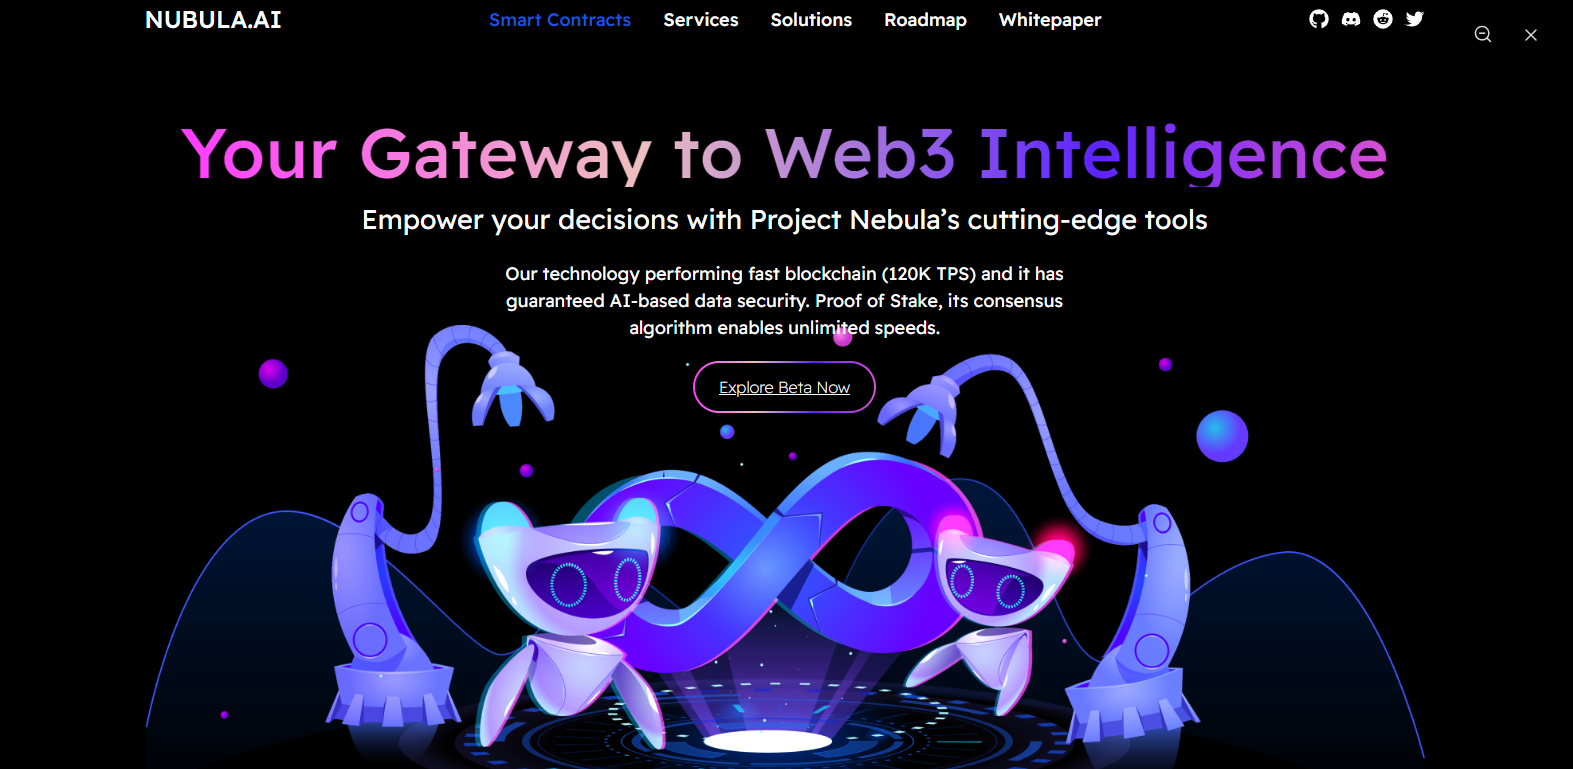 NUBULA.AI
Smart Contracts Services Solutions Roadmap Whitepaper
Your Gateway to Web3 Intelligence
Empower your decisions with Project Nebula’s cutting-edge tools
Our technology performing fast blockchain (120K TPS) and it has
guaranteed AI-based data security. Proof of Stake, its consensus
algorithm enables unlimited speeds.
Explore Beta Now